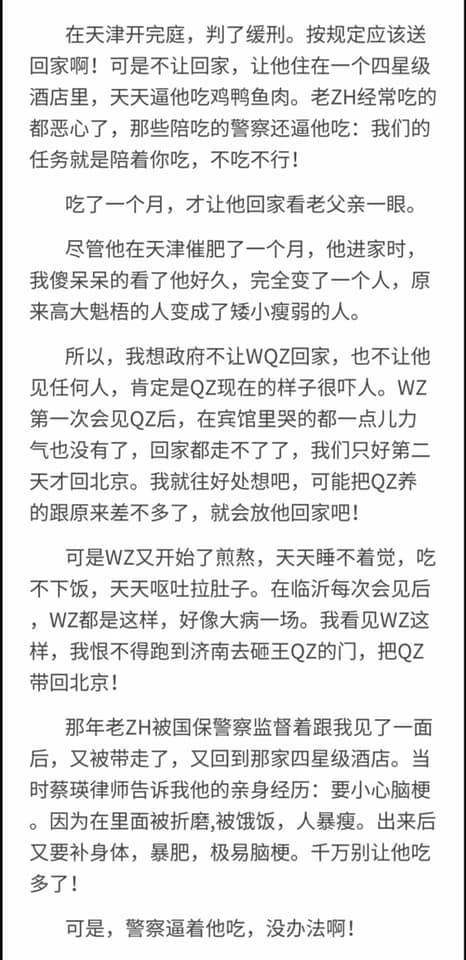 在天津开完庭，判了缓刑。按规定应该送
回家啊！可是不让回家，让他住在一个四星级
酒店里，天天逼他吃鸡鸭鱼肉。老ZH经常吃的
都恶心了，那些陪吃的警察还逼他吃：我们的
任务就是陪着你吃，不吃不行！
吃了一个月，才让他回家看老父亲一眼。
尽管他在天津催肥了一个月，他进家时，
我傻呆呆的看了他好久，完全变了一个人，原
来高大魁梧的人变成了矮小瘦弱的人。
所以，我想政府不让WQZ回家，也不让他
见任何人，肯定是QZ现在的样子很吓人。WZ
第一次会见QZ后，在宾馆里哭的都一点儿力
气也没有了，回家都走不了了，我们只好第二
天才回北京。我就往好处想吧，可能把QZ养
的跟原来差不多了，就会放他回家吧！
可是WZ又开始了煎熬，天天睡不着觉，吃
不下饭，天天呕吐拉肚子。在临沂每次会见后
，WZ都是这样，好像大病一场。我看见WZ这
样，我恨不得跑到济南去砸王QZ的门，把QZ
带回北京！
那年老ZH被国保警察监督着跟我见了一面
后，又被带走了，又回到那家四星级酒店。当
时蔡瑛律师告诉我他的亲身经历：要小心脑梗
。因为在里面被折磨,被饿饭，人暴瘦。出来后
又要补身体，暴肥，极易脑梗。千万别让他吃
多了！
可是，警察逼着他吃，没办法啊！